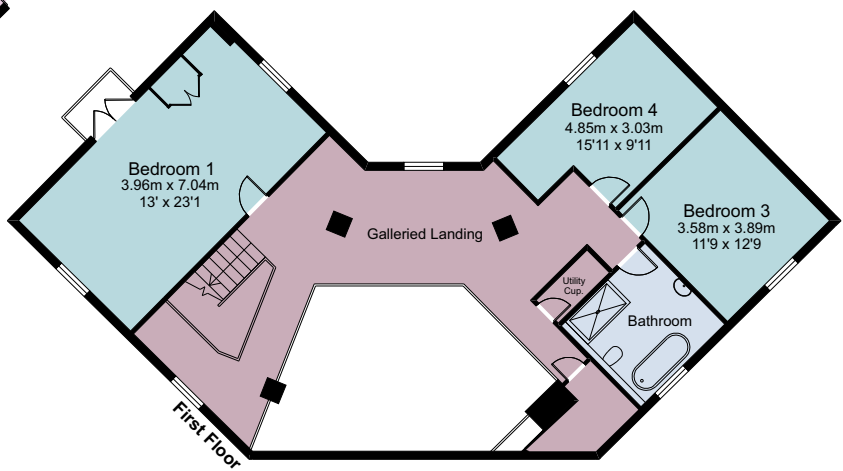 Bedroom 1
3.96m x 7.04m
13' x 23'1
Bedroom 4
4.85m x 3.03m
15'11 x 9'11
Bedroom 3
3.58m x 3.89m
11'9 x 12'9
Galleried Landing
Utility
Cup.
Bathroom
First Floor